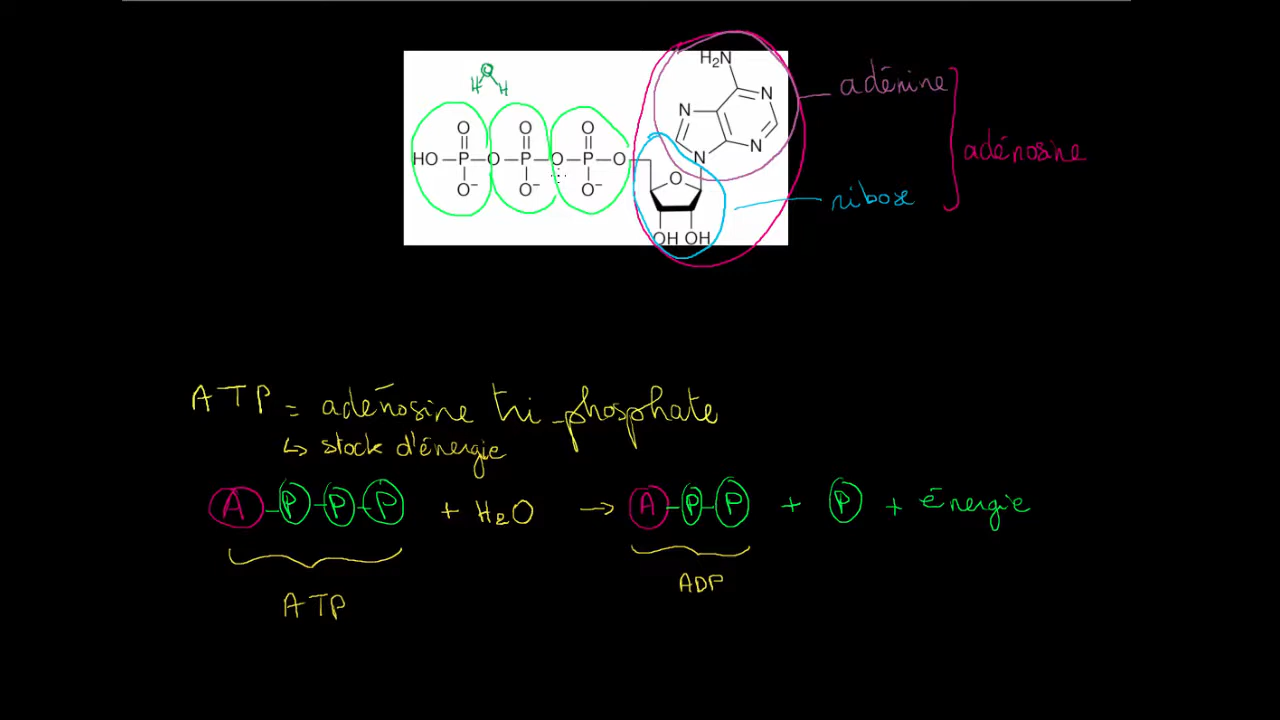 H₂N
O
H H
adénine
N
N
N
N
adénosine
O O O
HO P O P O P O
O⁻ O⁻ O⁻
O
ribose
OH OH
ATP = adénosine tri-phosphate
↳ stock d'énergie
A-P-P-P + H₂O → A-P-P + P + énergie
ATP
ADP